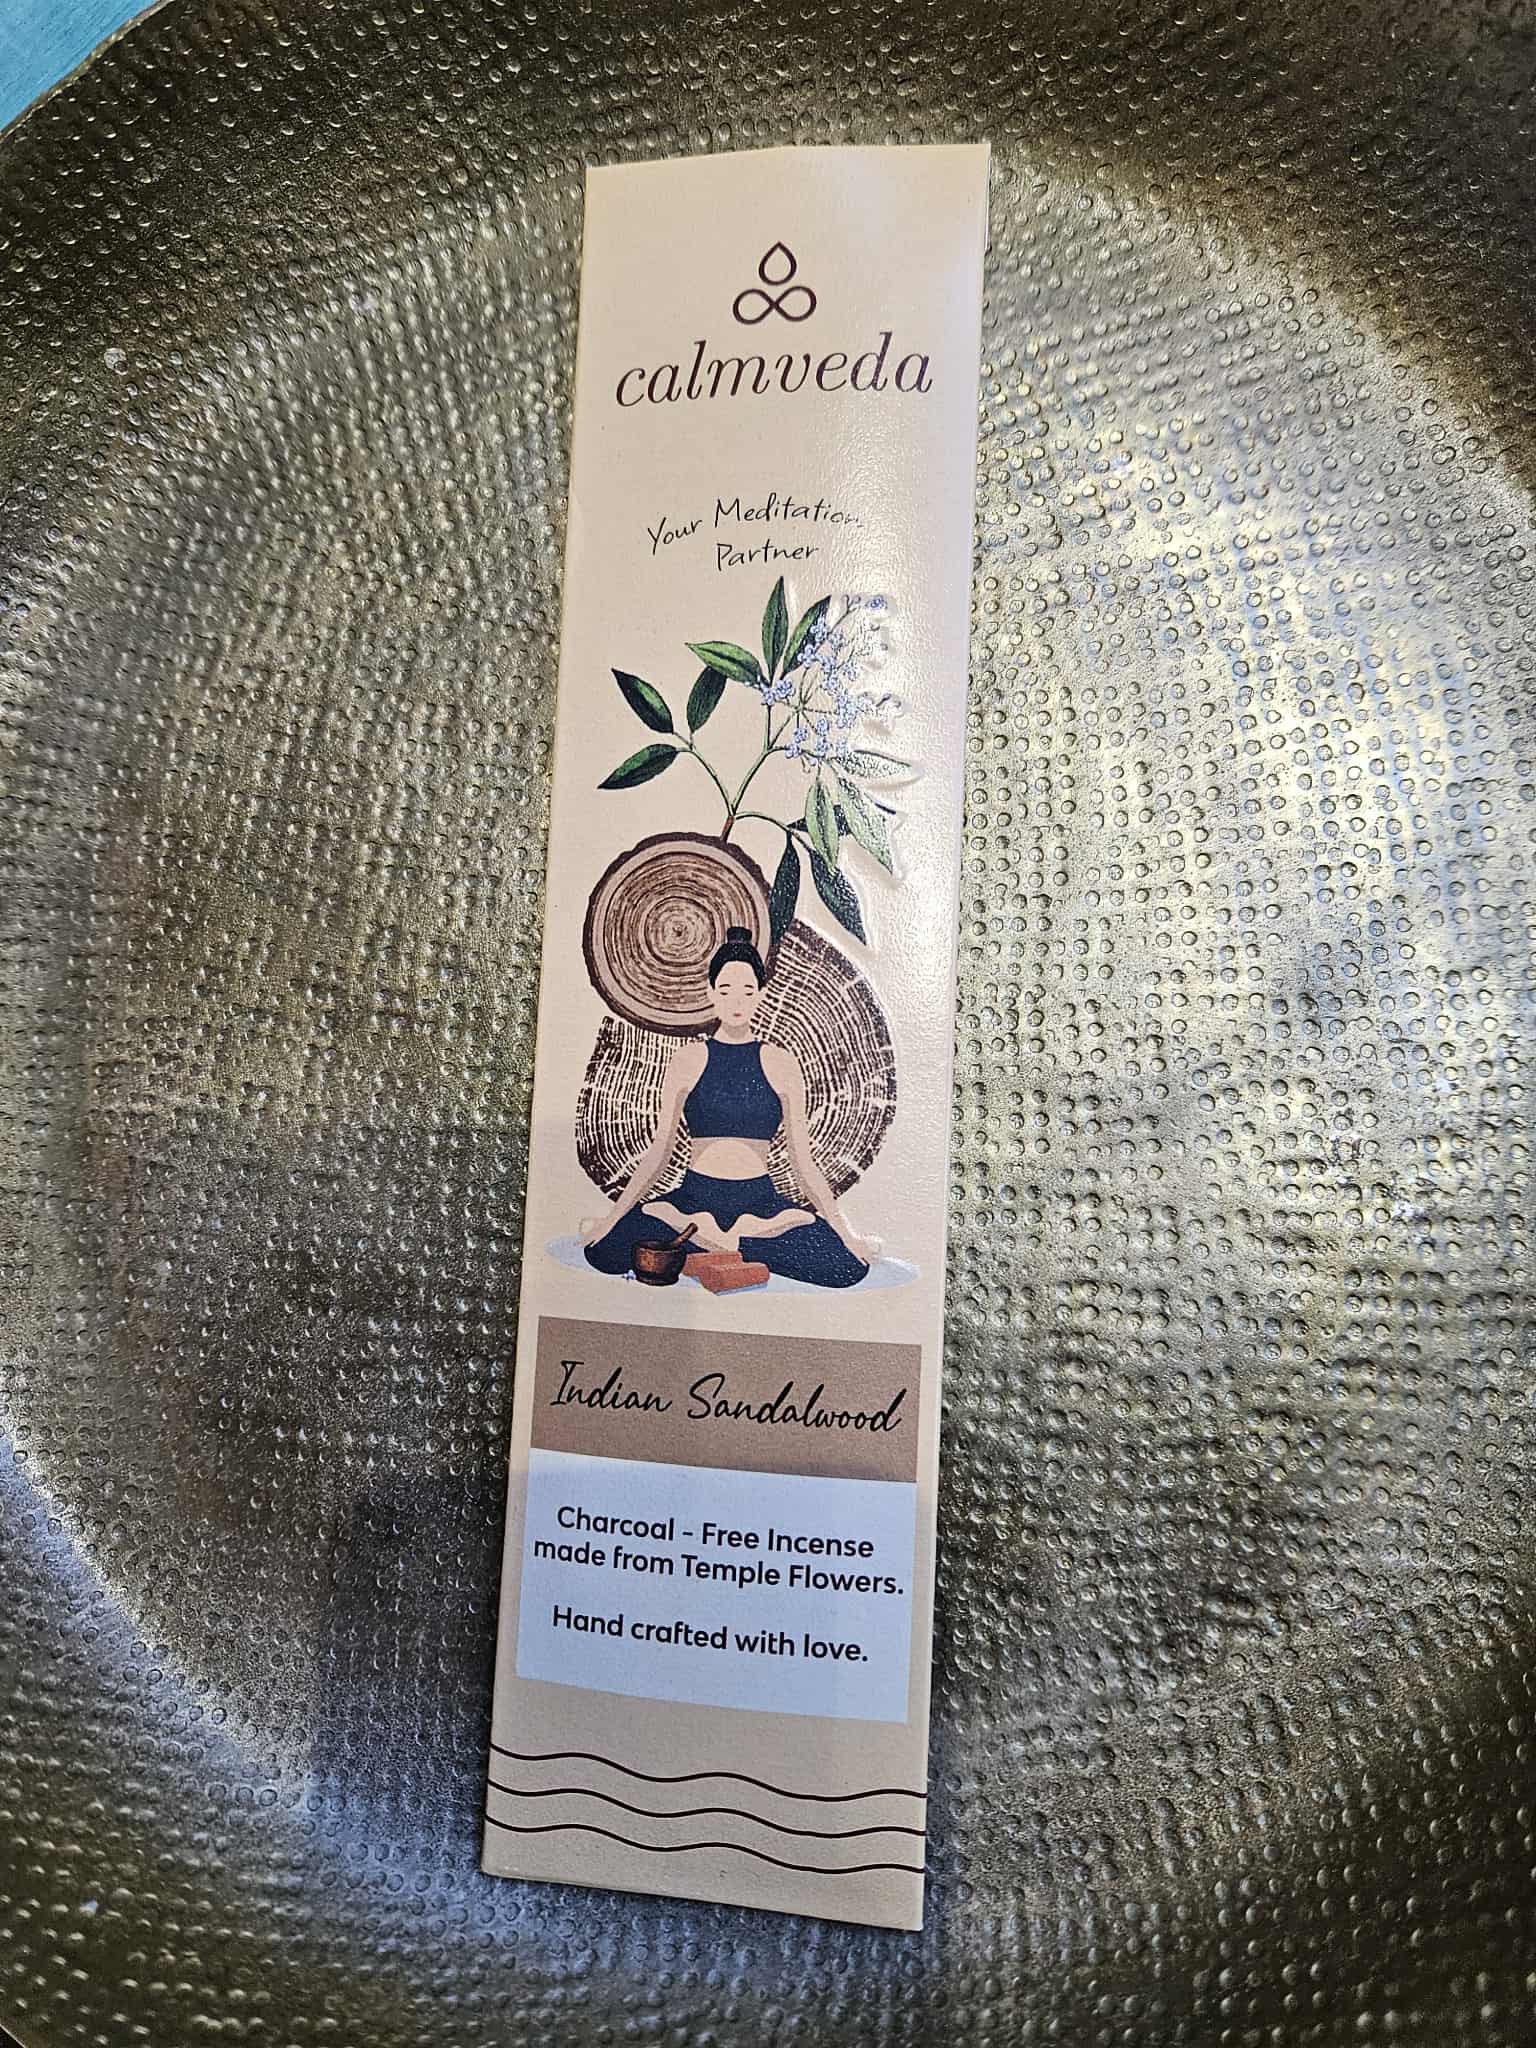 calmveda
Your Meditation
Partner
Indian Sandalwood
Charcoal - Free Incense
made from Temple Flowers.
Hand crafted with love.